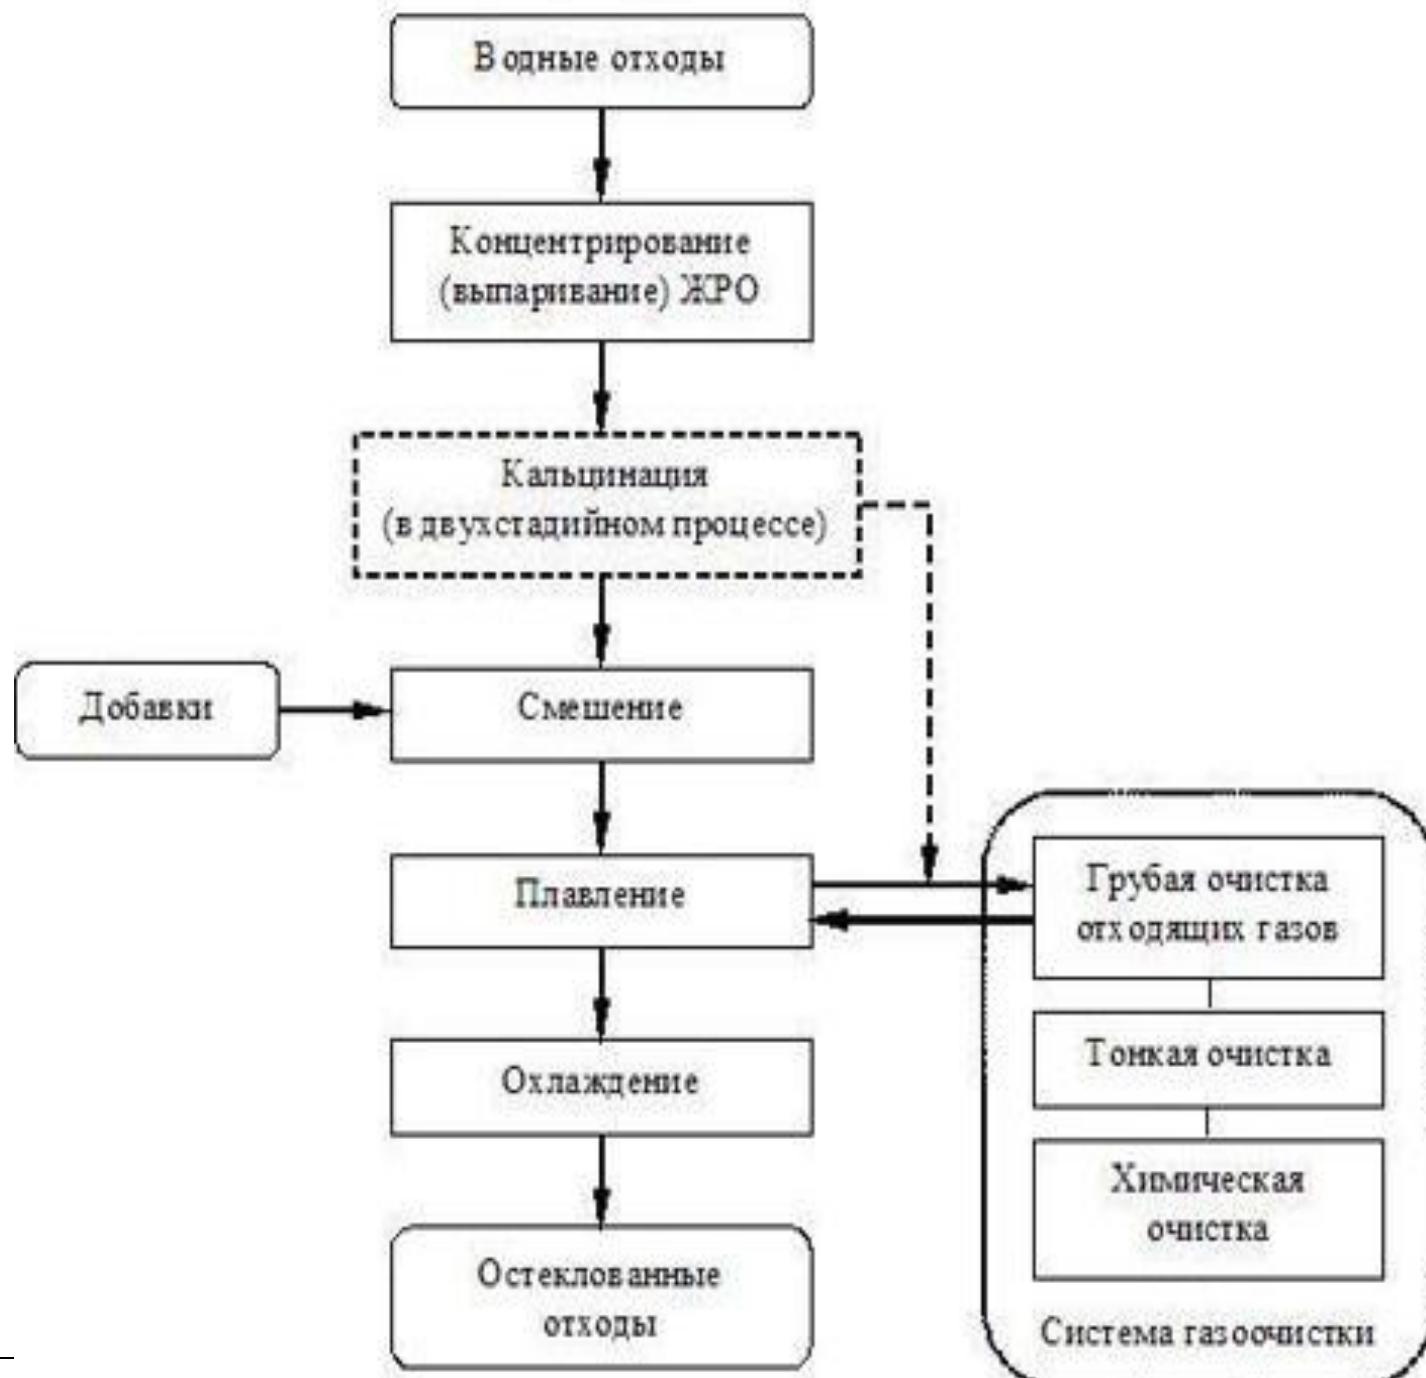 Водные отходы
Концентрирование
(выпаривание) ЖРО
Кальцинация
(в двухстадийном процессе)
Добавки
Смешение
Плавление
Грубая очистка
отходящих газов
Тонкая очистка
Охлаждение
Химическая
очистка
Остеклованные
отходы
Система газоочистки